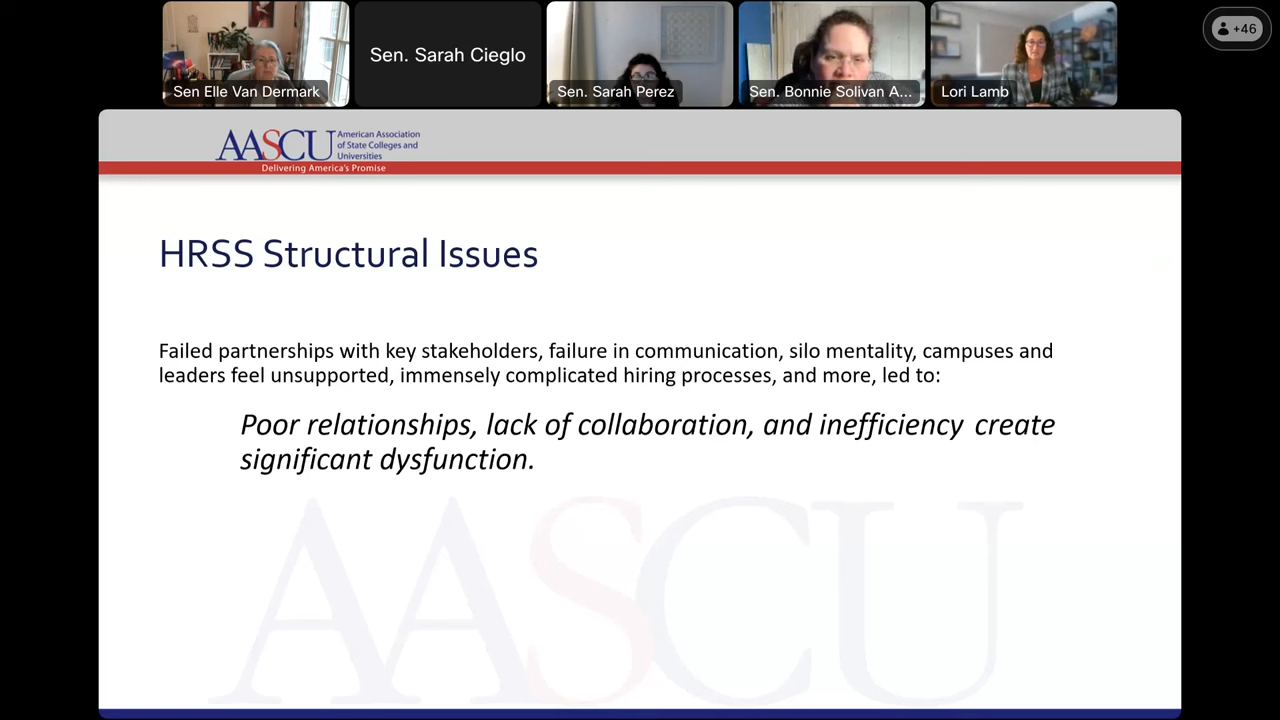 Sen Elle Van Dermark
Sen. Sarah Cieglo
Sen. Sarah Perez
Sen. Bonnie Solivan A...
Lori Lamb
+46
AASCU
American Association
of State Colleges and
Universities
Delivering America's Promise
HRSS Structural Issues
Failed partnerships with key stakeholders, failure in communication, silo mentality, campuses and
leaders feel unsupported, immensely complicated hiring processes, and more, led to:
Poor relationships, lack of collaboration, and inefficiency create
significant dysfunction.
AASCU